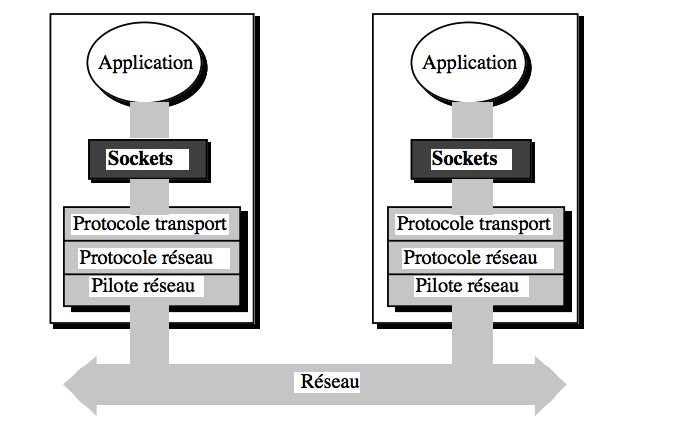 Application
Sockets
Protocole transport
Protocole réseau
Pilote réseau
Application
Sockets
Protocole transport
Protocole réseau
Pilote réseau
Réseau